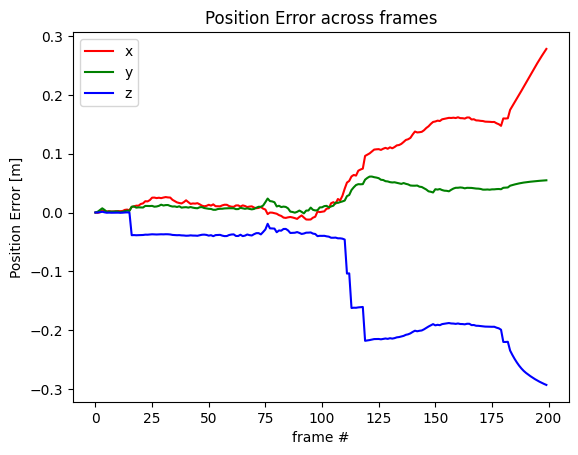 Position Error across frames
x
y
z
Position Error [m]
0.3
0.2
0.1
0.0
−0.1
−0.2
−0.3
0 25 50 75 100 125 150 175 200
frame #